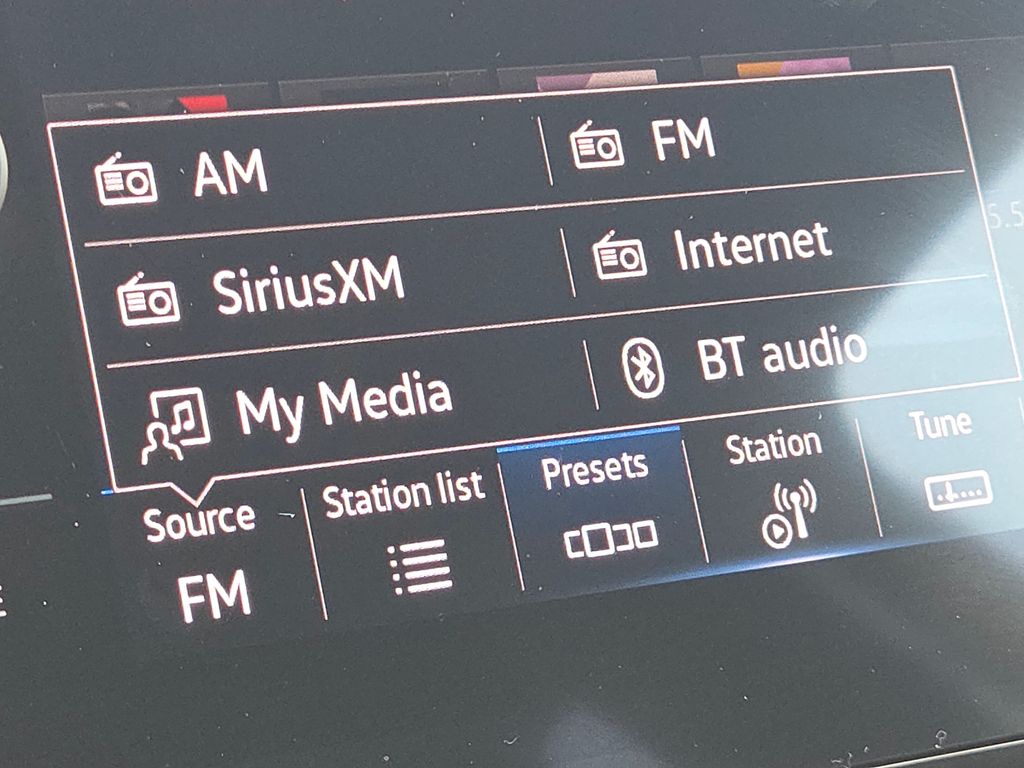 AM
FM
SiriusXM
Internet
My Media
BT audio
Source
Station list
Presets
Station
Tune
FM